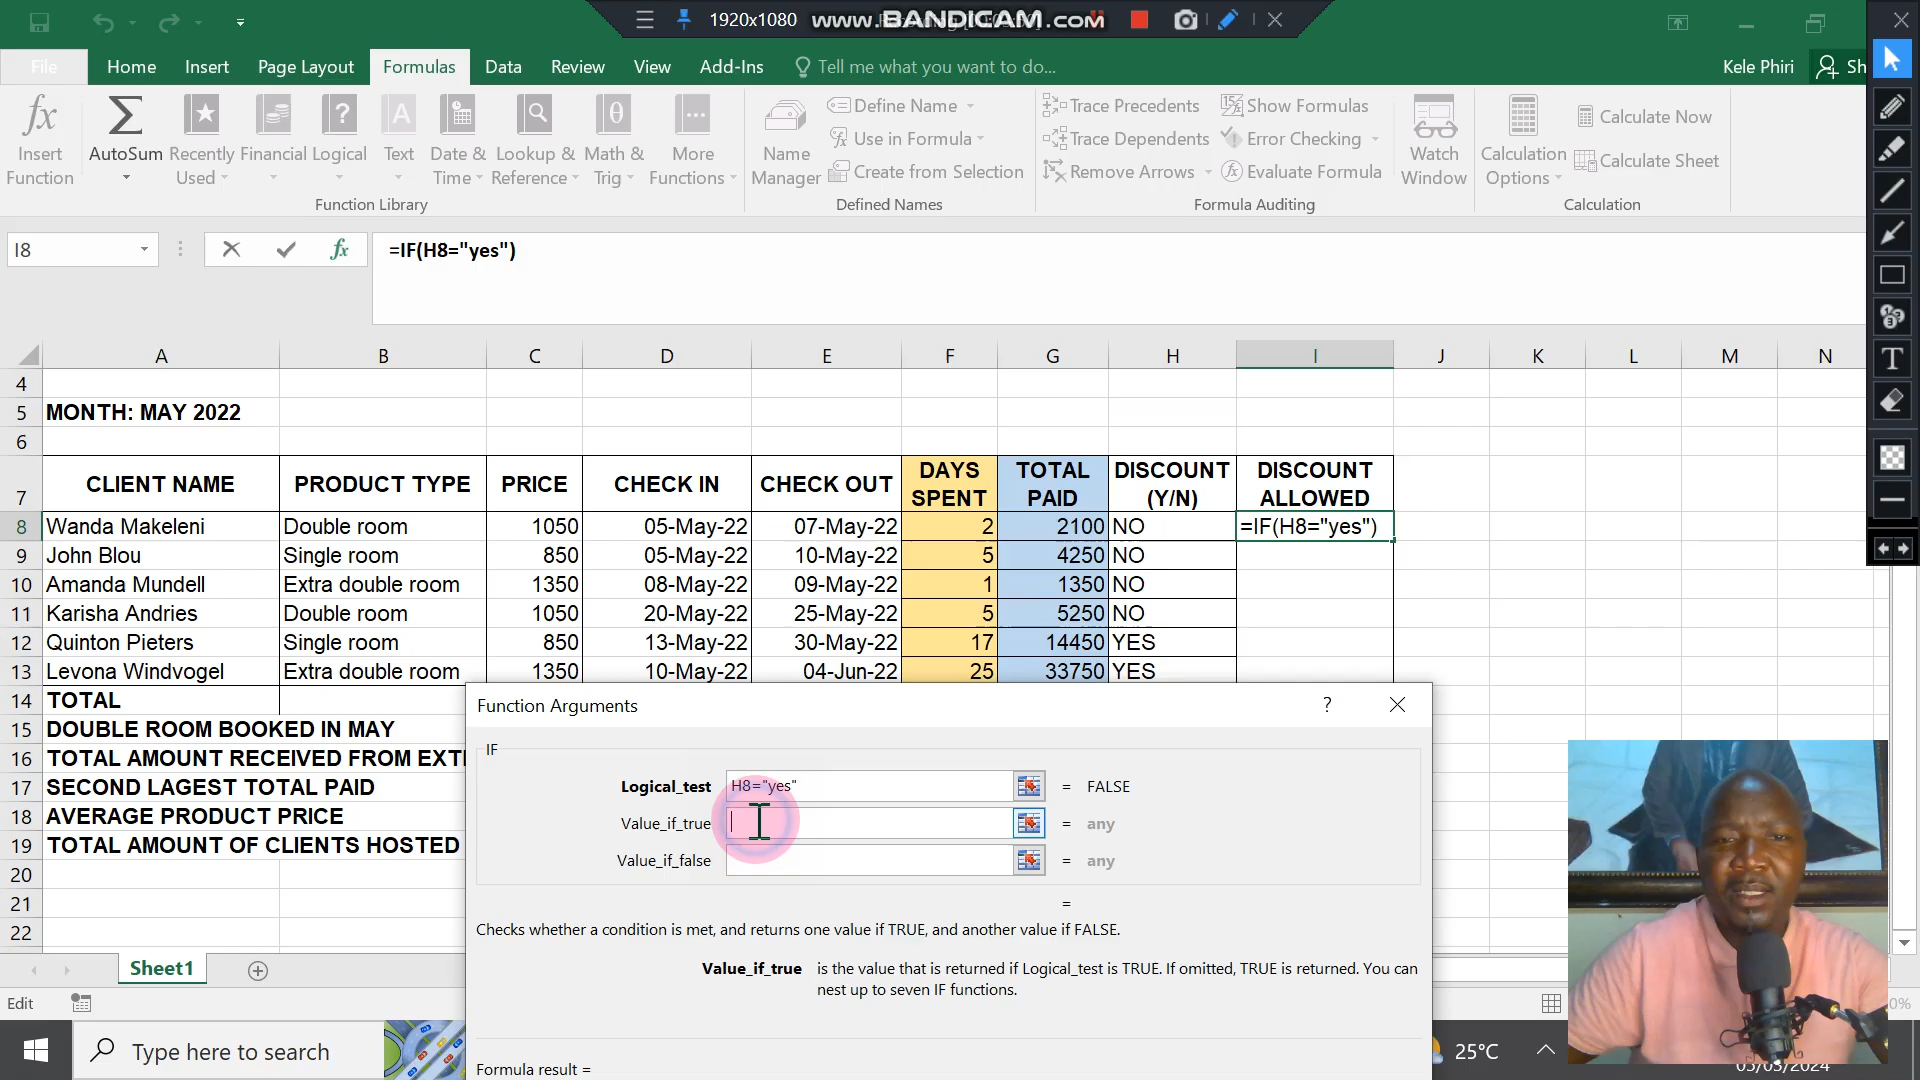 1920x1080
www.BANDICAM.com
File Home Insert Page Layout Formulas Data Review View Add-Ins Tell me what you want to do... Kele Phiri Sh
Insert Function
AutoSum
Recently Used
Financial
Logical
Text
Date & Time
Lookup & Reference
Math & Trig
More Functions
Function Library
Name Manager
Define Name
Use in Formula
Create from Selection
Defined Names
Trace Precedents
Trace Dependents
Remove Arrows
Show Formulas
Error Checking
Evaluate Formula
Formula Auditing
Watch Window
Calculation Options
Calculate Now
Calculate Sheet
Calculation
I8 fx =IF(H8="yes")
A B C D E F G H I J K L M N
4
5 MONTH: MAY 2022
6
7 CLIENT NAME PRODUCT TYPE PRICE CHECK IN CHECK OUT DAYS SPENT TOTAL PAID DISCOUNT (Y/N) DISCOUNT ALLOWED
8 Wanda Makeleni Double room 1050 05-May-22 07-May-22 2 2100 NO =IF(H8="yes")
9 John Blou Single room 850 05-May-22 10-May-22 5 4250 NO
10 Amanda Mundell Extra double room 1350 08-May-22 09-May-22 1 1350 NO
11 Karisha Andries Double room 1050 20-May-22 25-May-22 5 5250 NO
12 Quinton Pieters Single room 850 13-May-22 30-May-22 17 14450 YES
13 Levona Windvogel Extra double room 1350 10-May-22 04-Jun-22 25 33750 YES
14 TOTAL
15 DOUBLE ROOM BOOKED IN MAY
16 TOTAL AMOUNT RECEIVED FROM EXT
17 SECOND LAGEST TOTAL PAID
18 AVERAGE PRODUCT PRICE
19 TOTAL AMOUNT OF CLIENTS HOSTED
20
21
22
Function Arguments ?
IF
Logical_test H8="yes" = FALSE
Value_if_true = any
Value_if_false = any
=
Checks whether a condition is met, and returns one value if TRUE, and another value if FALSE.
Value_if_true is the value that is returned if Logical_test is TRUE. If omitted, TRUE is returned. You can
nest up to seven IF functions.
Formula result =
Sheet1
Edit
0%
Type here to search
25°C